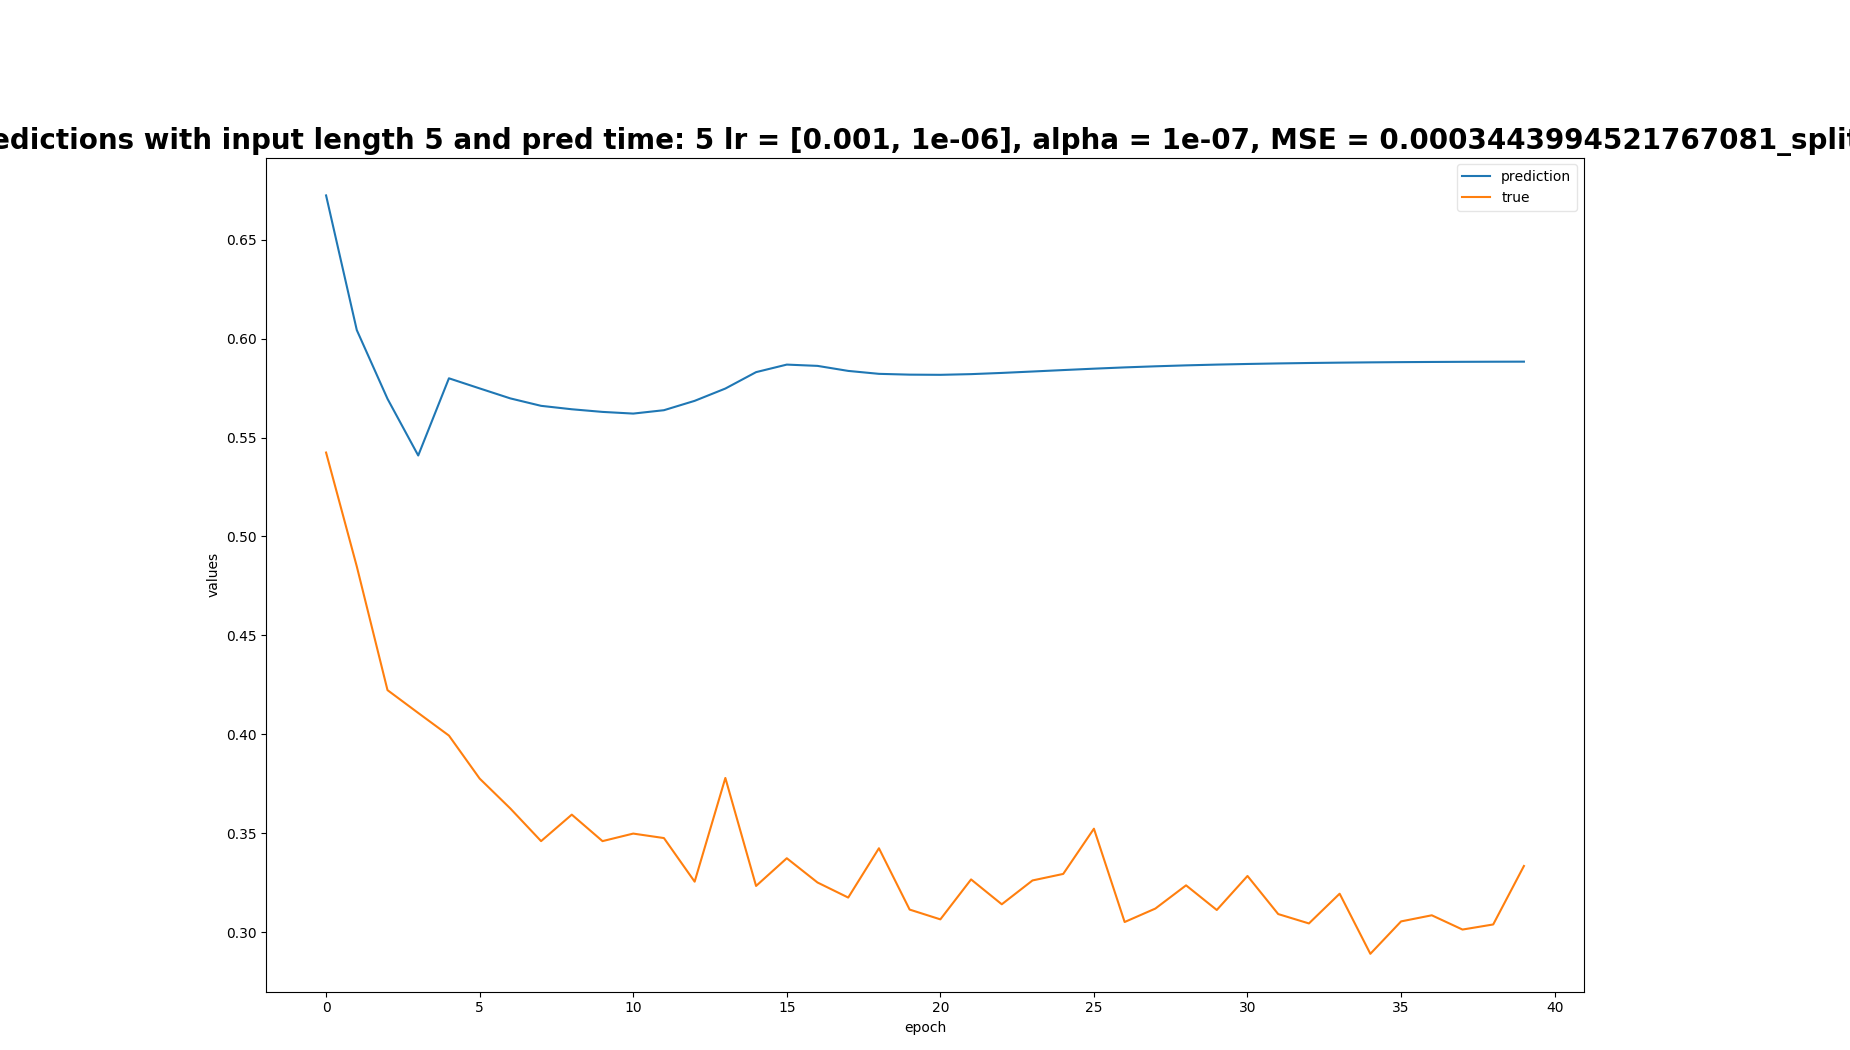 edictions with input length 5 and pred time: 5 lr = [0.001, 1e-06], alpha = 1e-07, MSE = 0.0003443994521767081_split
prediction
true
0.65
0.60
0.55
0.50
0.45
0.40
0.35
0.30
values
0 5 10 15 20 25 30 35 40
epoch